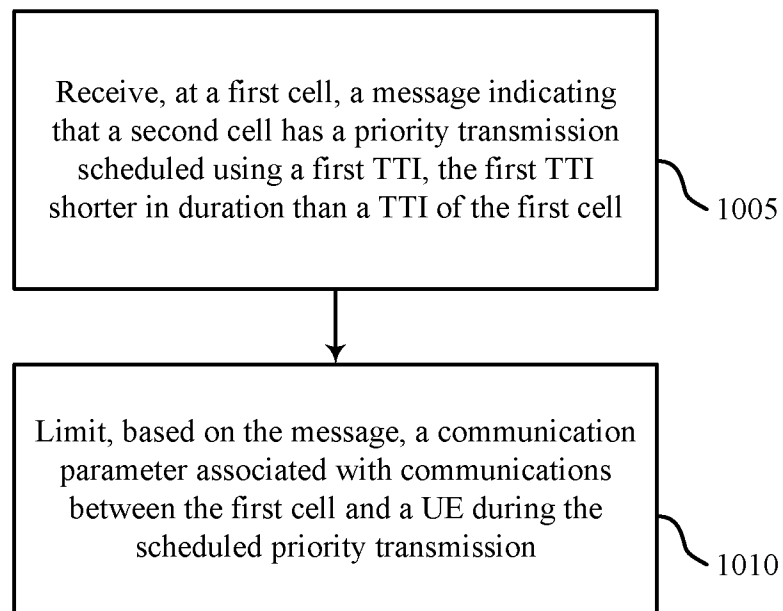 Receive, at a first cell, a message indicating
that a second cell has a priority transmission
scheduled using a first TTI, the first TTI
shorter in duration than a TTI of the first cell
1005
Limit, based on the message, a communication
parameter associated with communications
between the first cell and a UE during the
scheduled priority transmission
1010